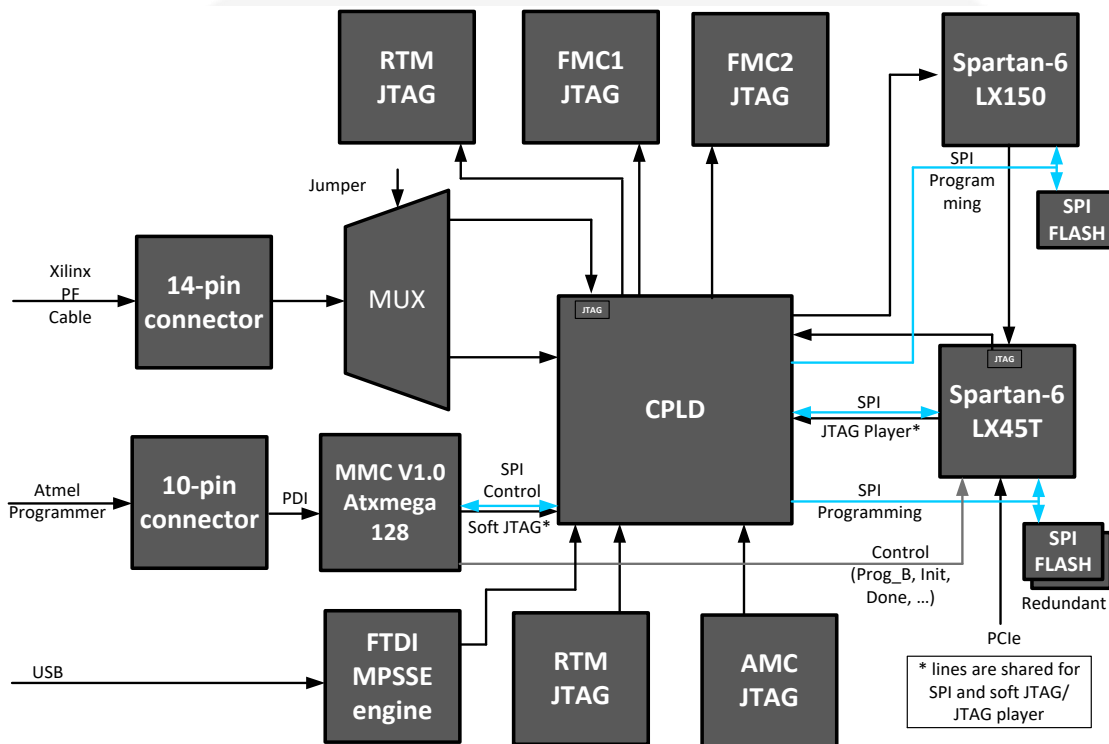 RTM
JTAG
FMC1
JTAG
FMC2
JTAG
Spartan-6
LX150
Jumper
SPI
Program
ming
SPI
FLASH
Xilinx
PF
Cable
14-pin
connector
MUX
JTAG
CPLD
JTAG
Spartan-6
LX45T
SPI
JTAG Player*
Atmel
Programmer
10-pin
connector
PDI
MMC V1.0
Atxmega
128
SPI
Control
Soft JTAG*
SPI
Programming
SPI
FLASH
Redundant
Control
(Prog_B, Init,
Done, ...)
PCIe
USB
FTDI
MPSSE
engine
RTM
JTAG
AMC
JTAG
* lines are shared for
SPI and soft JTAG/
JTAG player